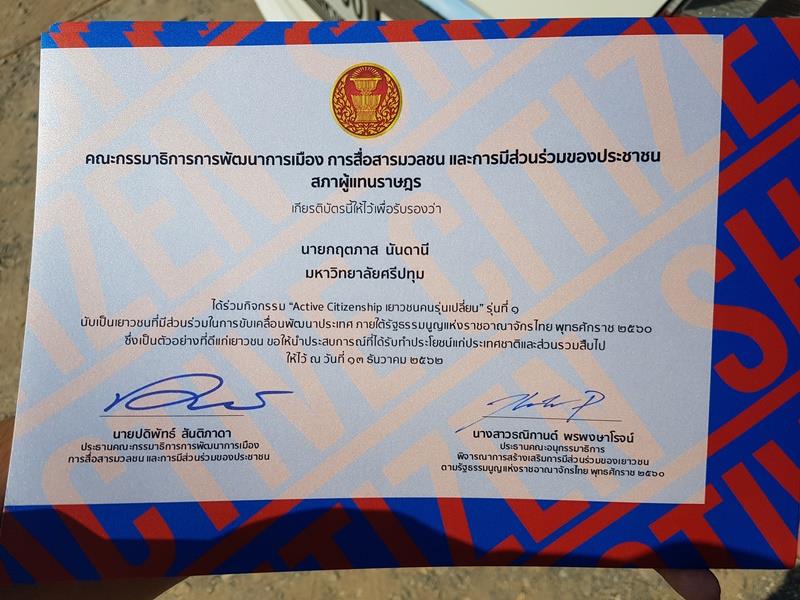 คณะกรรมาธิการการพัฒนาการเมือง การสื่อสารมวลชน และการมีส่วนร่วมของประชาชน
สภาผู้แทนราษฎร
เกียรติบัตรนี้ให้ไว้เพื่อรับรองว่า
นายกฤตภาส นันดานี
มหาวิทยาลัยศรีปทุม
ได้ร่วมกิจกรรม “Active Citizenship เยาวชนคนรุ่นเปลี่ยน” รุ่นที่ ๑
นับเป็นเยาวชนที่มีส่วนร่วมในการขับเคลื่อนพัฒนาประเทศ ภายใต้รัฐธรรมนูญแห่งราชอาณาจักรไทย พุทธศักราช ๒๕๖๐
ซึ่งเป็นตัวอย่างที่ดีแก่เยาวชน ขอให้นำประสบการณ์ที่ได้รับทำประโยชน์แก่ประเทศชาติและส่วนรวมสืบไป
ให้ไว้ ณ วันที่ ๑๓ ธันวาคม ๒๕๖๒
นายปดิพัทธ์ สันติภาดา
ประธานคณะกรรมาธิการการพัฒนาการเมือง
การสื่อสารมวลชน และการมีส่วนร่วมของประชาชน
นางสาวธณิกานต์ พรพงษาโรจน์
ประธานคณะอนุกรรมาธิการ
พิจารณาการสร้างเสริมการมีส่วนร่วมของเยาวชน
ตามรัฐธรรมนูญแห่งราชอาณาจักรไทย พุทธศักราช ๒๕๖๐